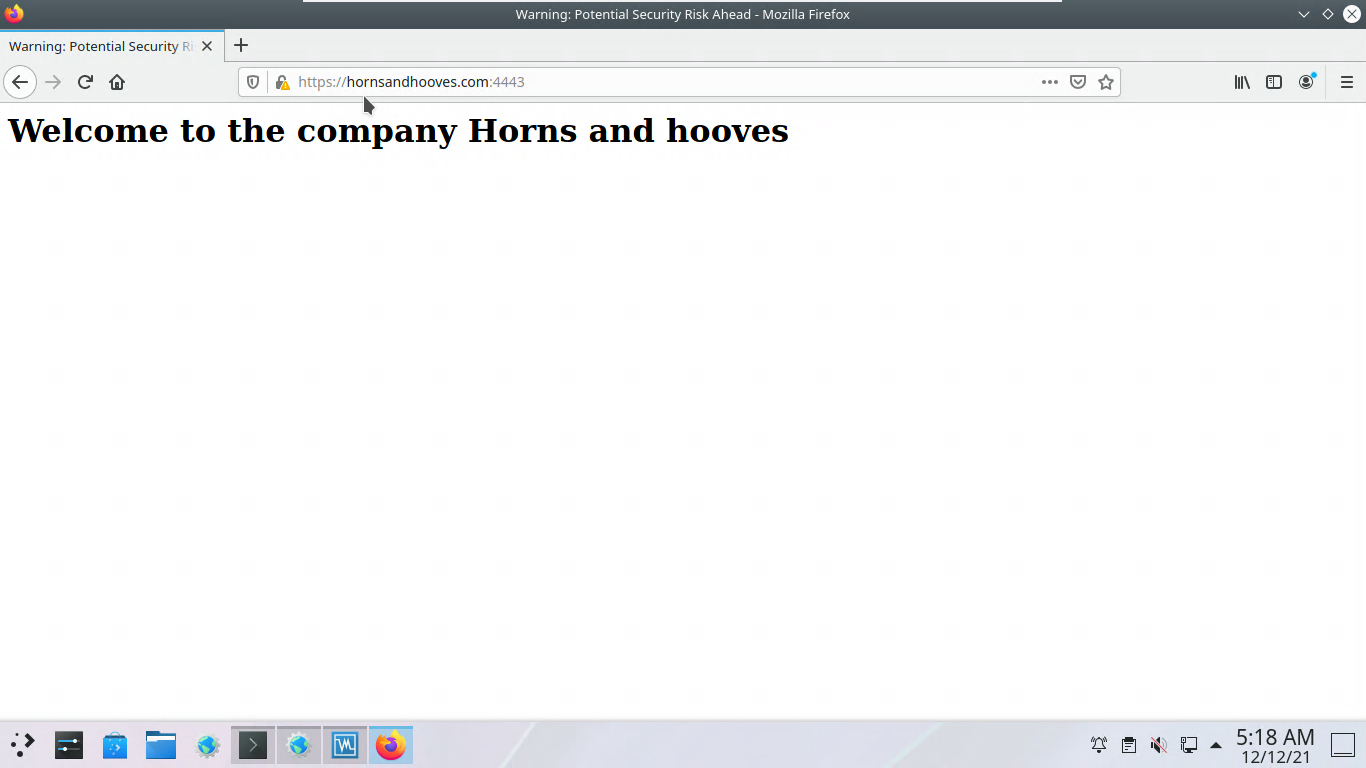 Warning: Potential Security Risk Ahead - Mozilla Firefox
Warning: Potential Security Ri
https://hornsandhooves.com:4443
Welcome to the company Horns and hooves
5:18 AM
12/12/21